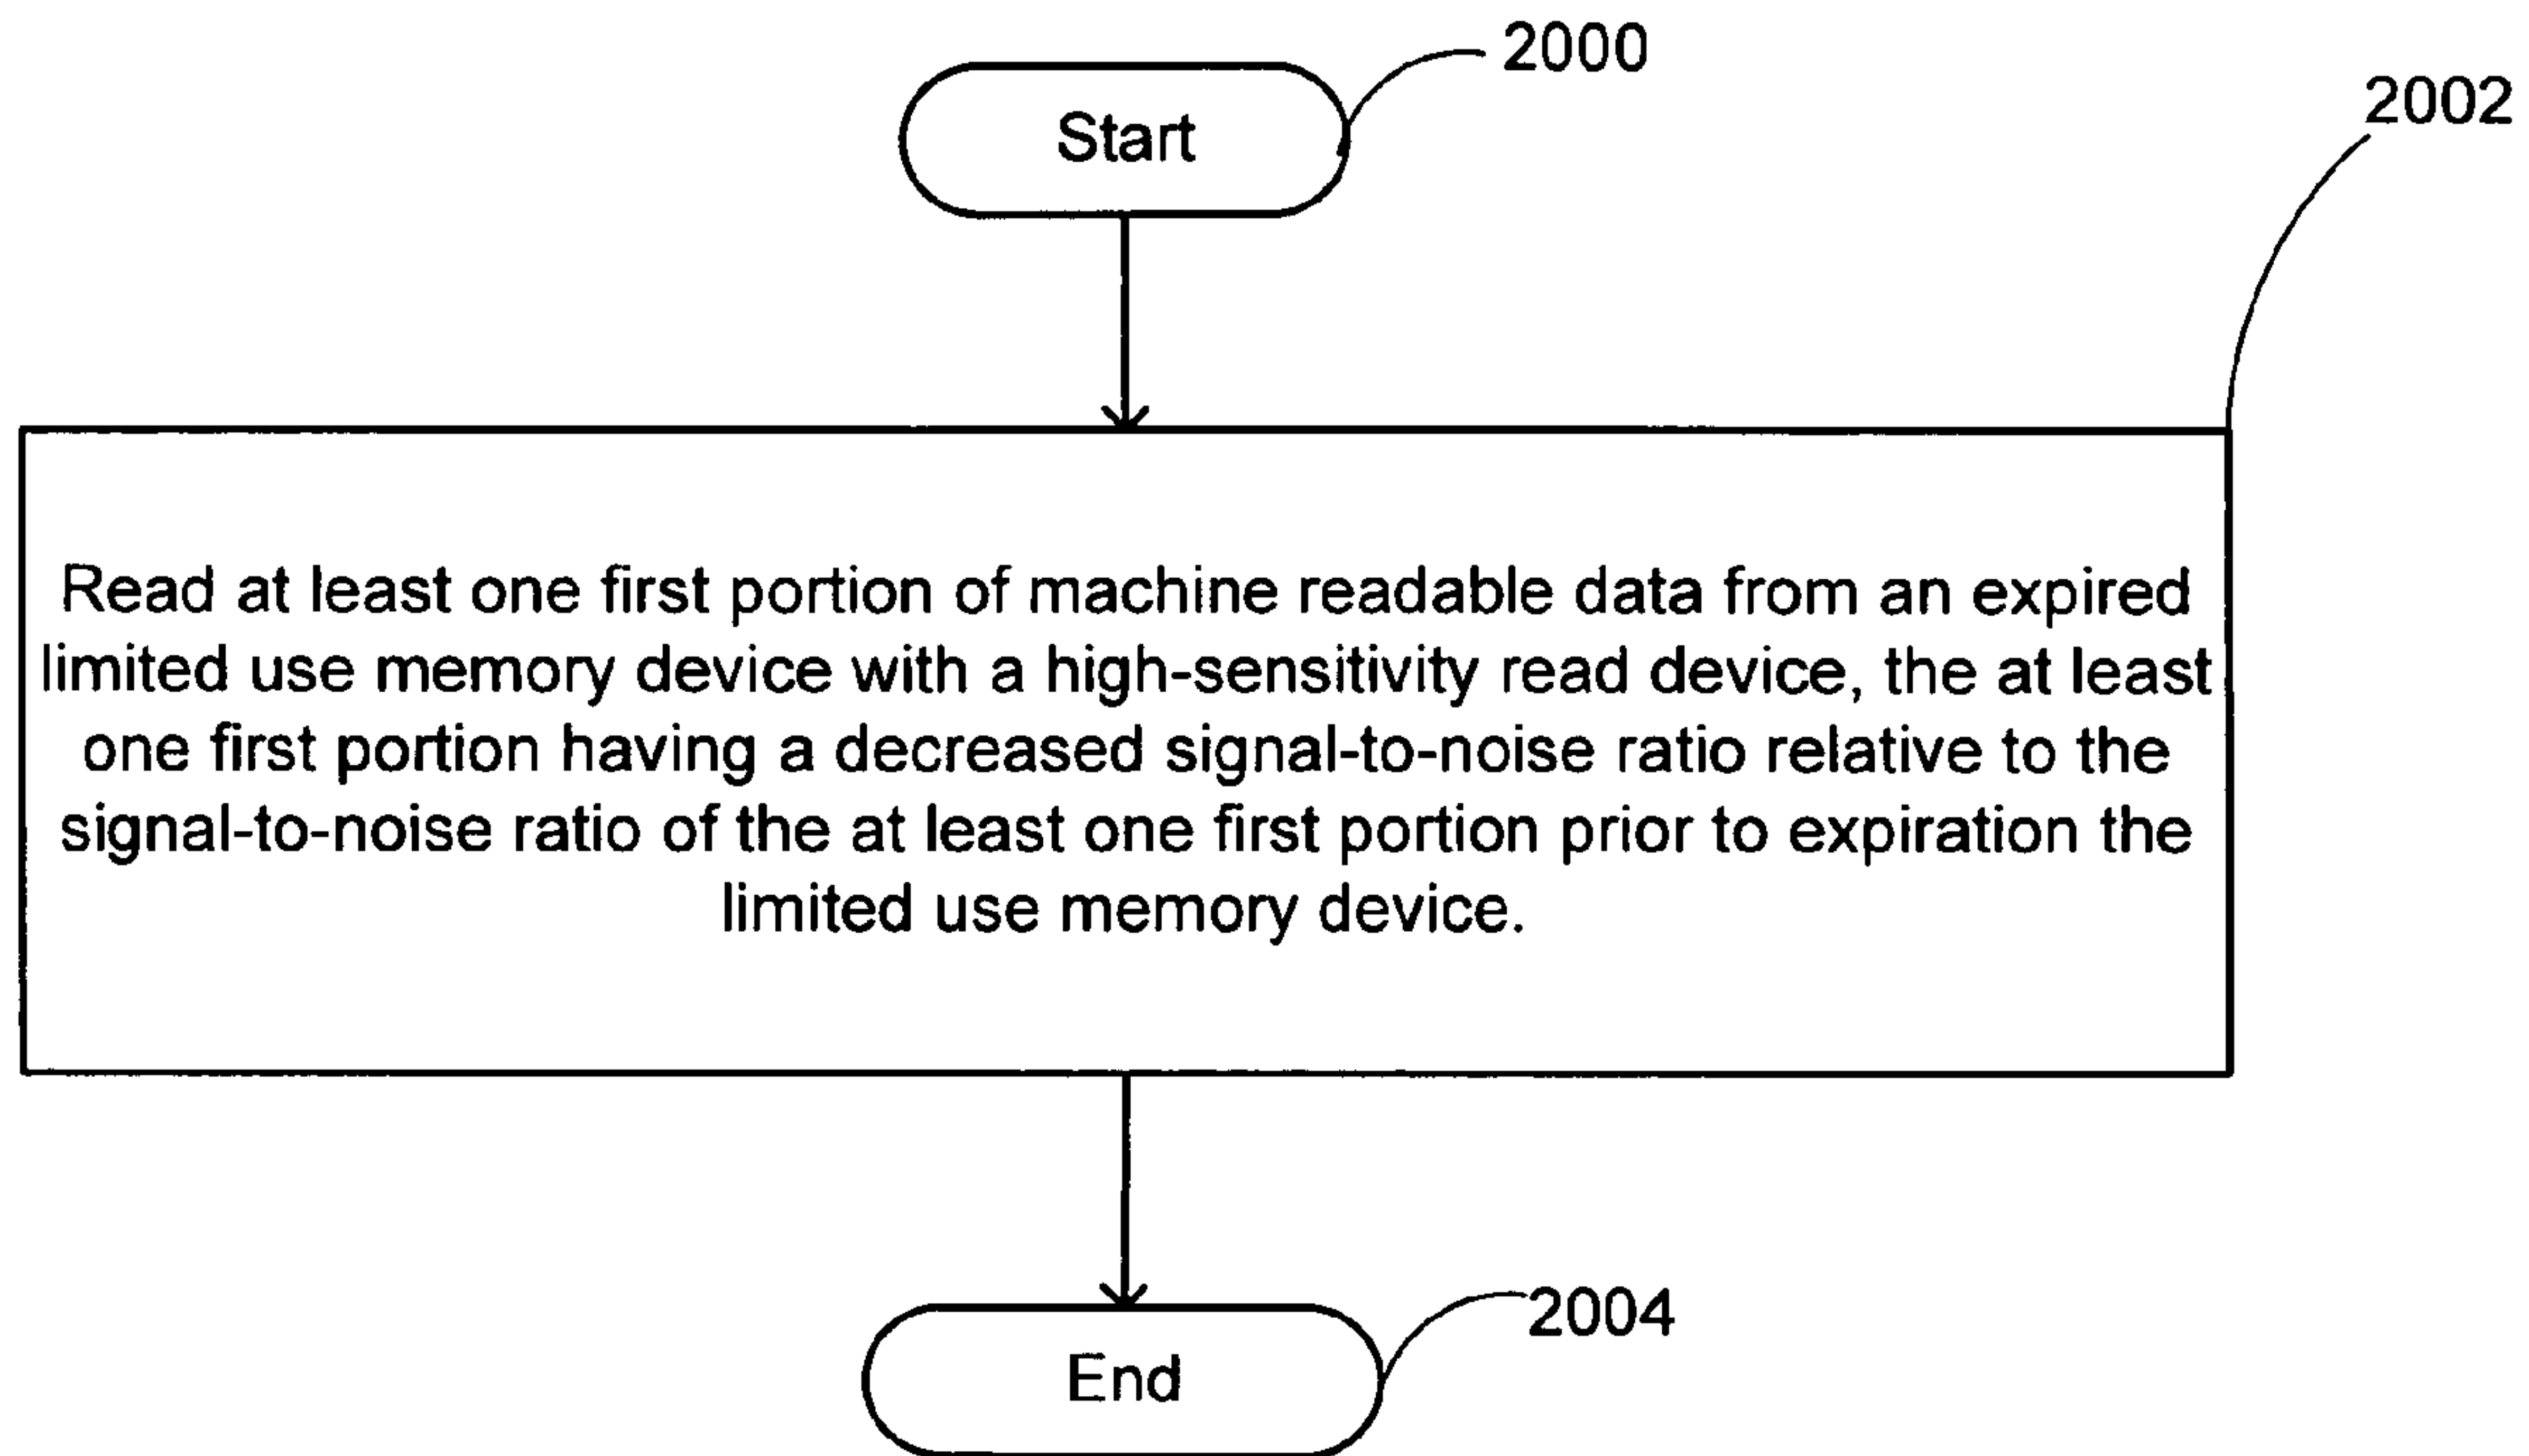 2000
Start
2002
Read at least one first portion of machine readable data from an expired
limited use memory device with a high-sensitivity read device, the at least
one first portion having a decreased signal-to-noise ratio relative to the
signal-to-noise ratio of the at least one first portion prior to expiration the
limited use memory device.
2004
End